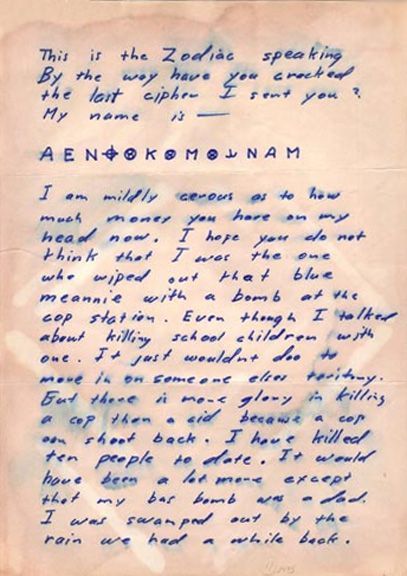 This is the Zodiac speaking
By the way have you cracked
the last cipher I sent you ?
My name is —
A E N ⌖ ⊗ K ⊗ M ⊗ ⅃ N A M
I am mildly cerous as to how
much money you have on my
head now. I hope you do not
think that I was the one
who wiped out that blue
meannie with a bomb at the
cop station. Even though I talked
about killing school children with
one. It just wouldnt doo to
move in on someone elses teritory.
But there is more glory in killing
a cop than a cid because a cop
can shoot back. I have killed
ten people to date. It would
have been a lot more except
that my bus bomb was a dud.
I was swamped out by the
rain we had a while back.